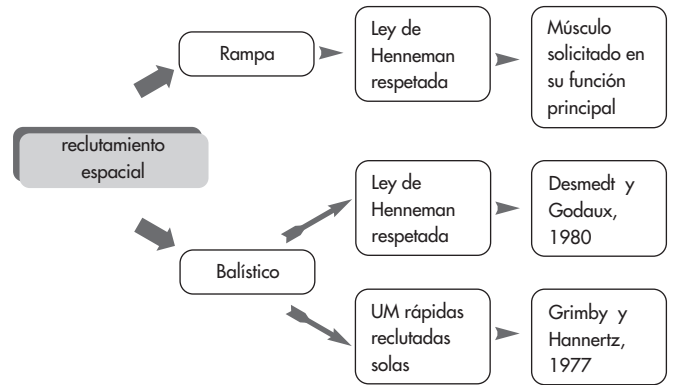 reclutamiento
espacial
Rampa
Ley de
Henneman
respetada
Músculo
solicitado en
su función
principal
Balístico
Ley de
Henneman
respetada
Desmedt y
Godaux,
1980
UM rápidas
reclutadas
solas
Grimby y
Hannertz,
1977